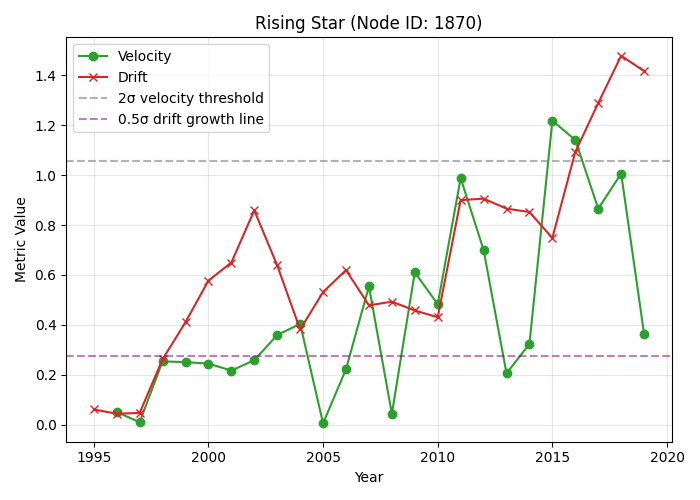 Rising Star (Node ID: 1870)
Velocity
Drift
2σ velocity threshold
0.5σ drift growth line
Metric Value
1.4
1.2
1.0
0.8
0.6
0.4
0.2
0.0
1995
2000
2005
2010
2015
2020
Year